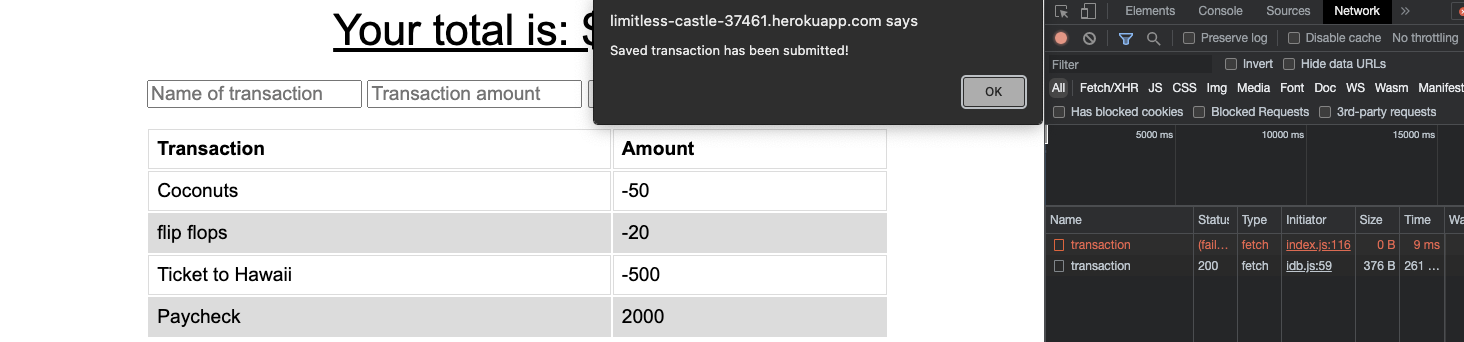 Your total is: $
limitless-castle-37461.herokuapp.com says
Saved transaction has been submitted!
OK
Name of transaction
Transaction amount
Transaction Amount
Coconuts -50
flip flops -20
Ticket to Hawaii -500
Paycheck 2000
Elements Console Sources Network »
Preserve log Disable cache No throttling
Filter Invert Hide data URLs
All Fetch/XHR JS CSS Img Media Font Doc WS Wasm Manifest
Has blocked cookies Blocked Requests 3rd-party requests
5000 ms 10000 ms 15000 ms
Name Status Type Initiator Size Time Wa
transaction (fail... fetch index.js:116 0 B 9 ms
transaction 200 fetch idb.js:59 376 B 261 ...